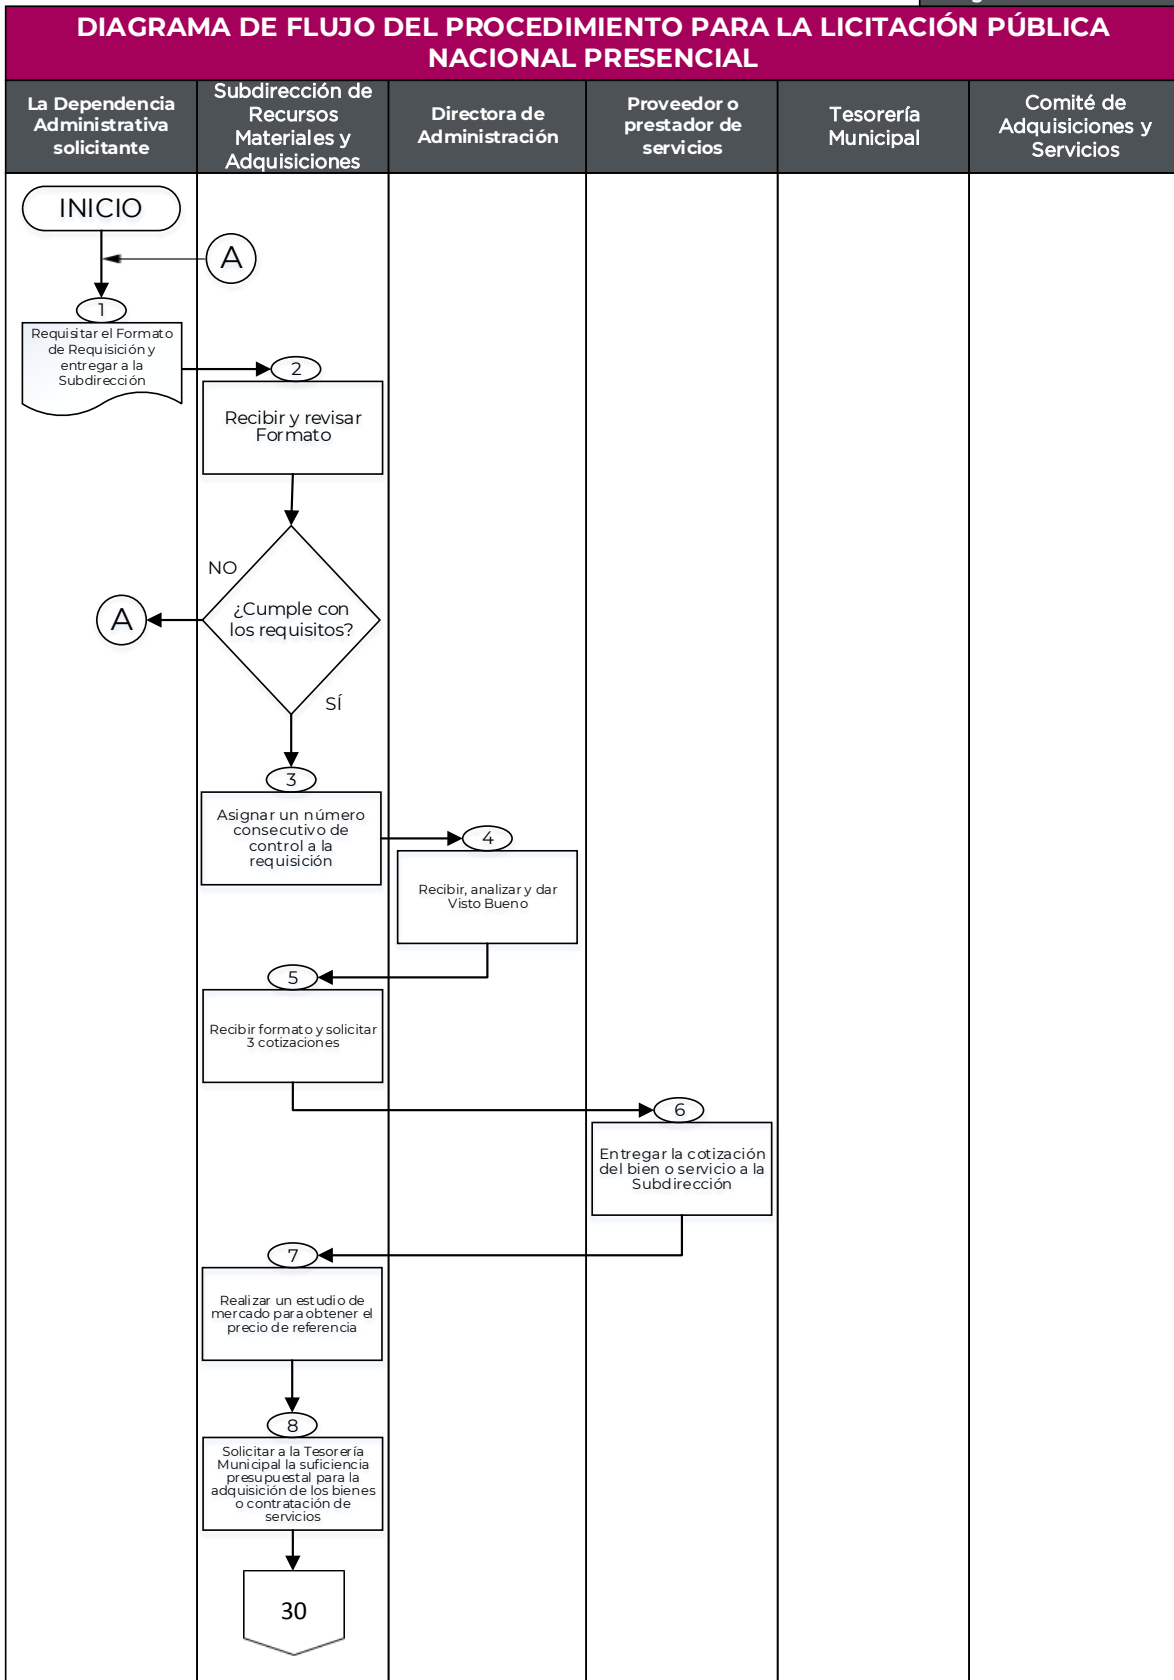 DIAGRAMA DE FLUJO DEL PROCEDIMIENTO PARA LA LICITACIÓN PÚBLICA
NACIONAL PRESENCIAL
La Dependencia
Administrativa
solicitante
Subdirección de
Recursos
Materiales y
Adquisiciones
Directora de
Administración
Proveedor o
prestador de
servicios
Tesorería
Municipal
Comité de
Adquisiciones y
Servicios
INICIO
A
1
Requisitar el Formato
de Requisición y
entregar a la
Subdirección
2
Recibir y revisar
Formato
NO
¿Cumple con
los requisitos?
A
SÍ
3
Asignar un número
consecutivo de
control a la
requisición
4
Recibir, analizar y dar
Visto Bueno
5
Recibir formato y solicitar
3 cotizaciones
6
Entregar la cotización
del bien o servicio a la
Subdirección
7
Realizar un estudio de
mercado para obtener el
precio de referencia
8
Solicitar a la Tesorería
Municipal la suficiencia
presupuestal para la
adquisición de los bienes
o contratación de
servicios
30